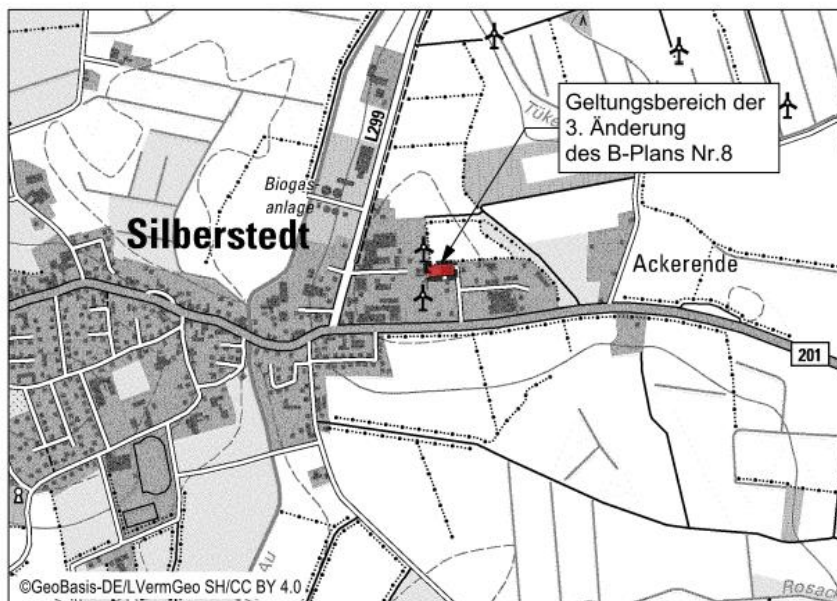 Geltungsbereich der
3. Änderung
des B-Plans Nr.8
L299
Biogas-
anlage
Silberstedt
Ackerende
201
Au
©GeoBasis-DE/LVermGeo SH/CC BY 4.0